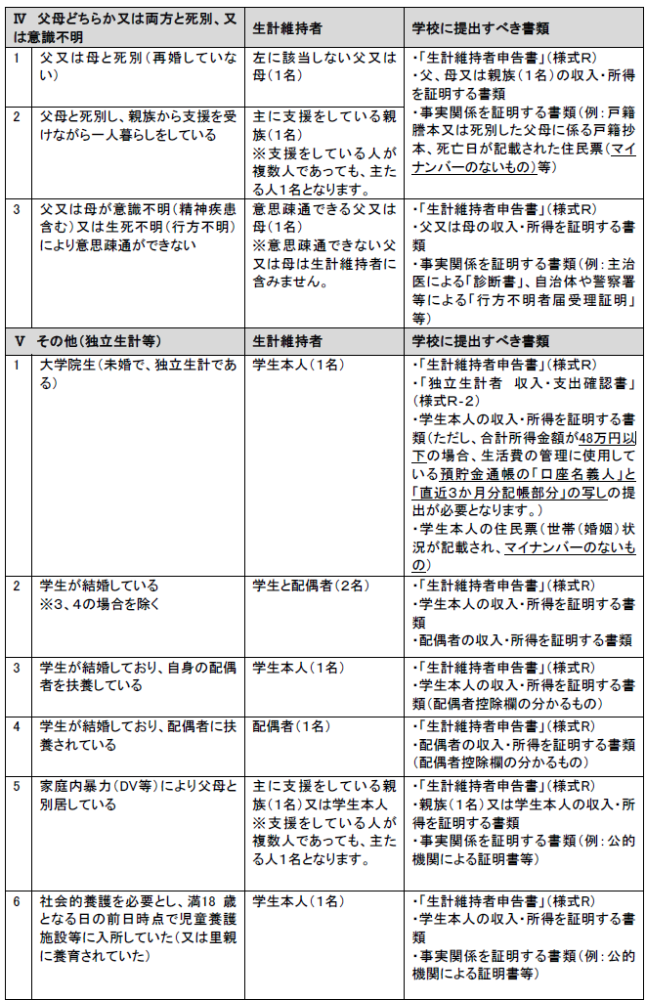 Ⅳ 父母どちらか又は両方と死別、又
は意識不明
生計維持者
学校に提出すべき書類
1
父又は母と死別（再婚していな
い）
左に該当しない父又は
母（1名）
・「生計維持者申告書」（様式R）
・父、母又は親族（1名）の収入・所得
を証明する書類
・事実関係を証明する書類（例：戸籍
謄本又は死別した父母に係る戸籍抄
本、死亡日が記載された住民票（マイ
ナンバーのないもの）等）
2
父母と死別し、親族から支援を受
けながら一人暮らしをしている
主に支援をしている親
族（1名）
※支援をしている人が
複数人であっても、主た
る人1名となります。
3
父又は母が意識不明（精神疾患
含む）又は生死不明（行方不明）
により意思疎通ができない
意思疎通できる父又は
母（1名）
※意思疎通できない父
又は母は生計維持者に
含みません。
・「生計維持者申告書」（様式R）
・父又は母の収入・所得を証明する書
類
・事実関係を証明する書類（例：主治
医による「診断書」、自治体や警察署
等による「行方不明者届受理証明」
等）
Ⅴ その他（独立生計等）
生計維持者
学校に提出すべき書類
1
大学院生（未婚で、独立生計であ
る）
学生本人（1名）
・「生計維持者申告書」（様式R）
・「独立生計者 収入・支出確認書」
（様式R-2）
・学生本人の収入・所得を証明する書
類（ただし、合計所得金額が48万円以
下の場合、生活費の管理に使用して
いる預貯金通帳の「口座名義人」と
「直近3か月分記帳部分」の写しの提
出が必要となります。）
・学生本人の住民票（世帯（婚姻）状
況が記載され、マイナンバーのないも
の）
2
学生が結婚している
※3、4の場合を除く
学生と配偶者（2名）
・「生計維持者申告書」（様式R）
・学生本人の収入・所得を証明する書
類
・配偶者の収入・所得を証明する書類
3
学生が結婚しており、自身の配偶
者を扶養している
学生本人（1名）
・「生計維持者申告書」（様式R）
・学生本人の収入・所得を証明する書
類（配偶者控除欄の分かるもの）
4
学生が結婚しており、配偶者に扶
養されている
配偶者（1名）
・「生計維持者申告書」（様式R）
・配偶者の収入・所得を証明する書類
（配偶者控除欄の分かるもの）
5
家庭内暴力（DV等）により父母と
別居している
主に支援をしている親
族（1名）又は学生本人
※支援をしている人が
複数人であっても、主た
る人1名となります。
・「生計維持者申告書」（様式R）
・親族（1名）又は学生本人の収入・所
得を証明する書類
・事実関係を証明する書類（例：公的
機関による証明書等）
6
社会的養護を必要とし、満18 歳
となる日の前日時点で児童養護
施設等に入所していた（又は里親
に養育されていた）
学生本人（1名）
・「生計維持者申告書」（様式R）
・学生本人の収入・所得を証明する書
類
・事実関係を証明する書類（例：公的
機関による証明書等）